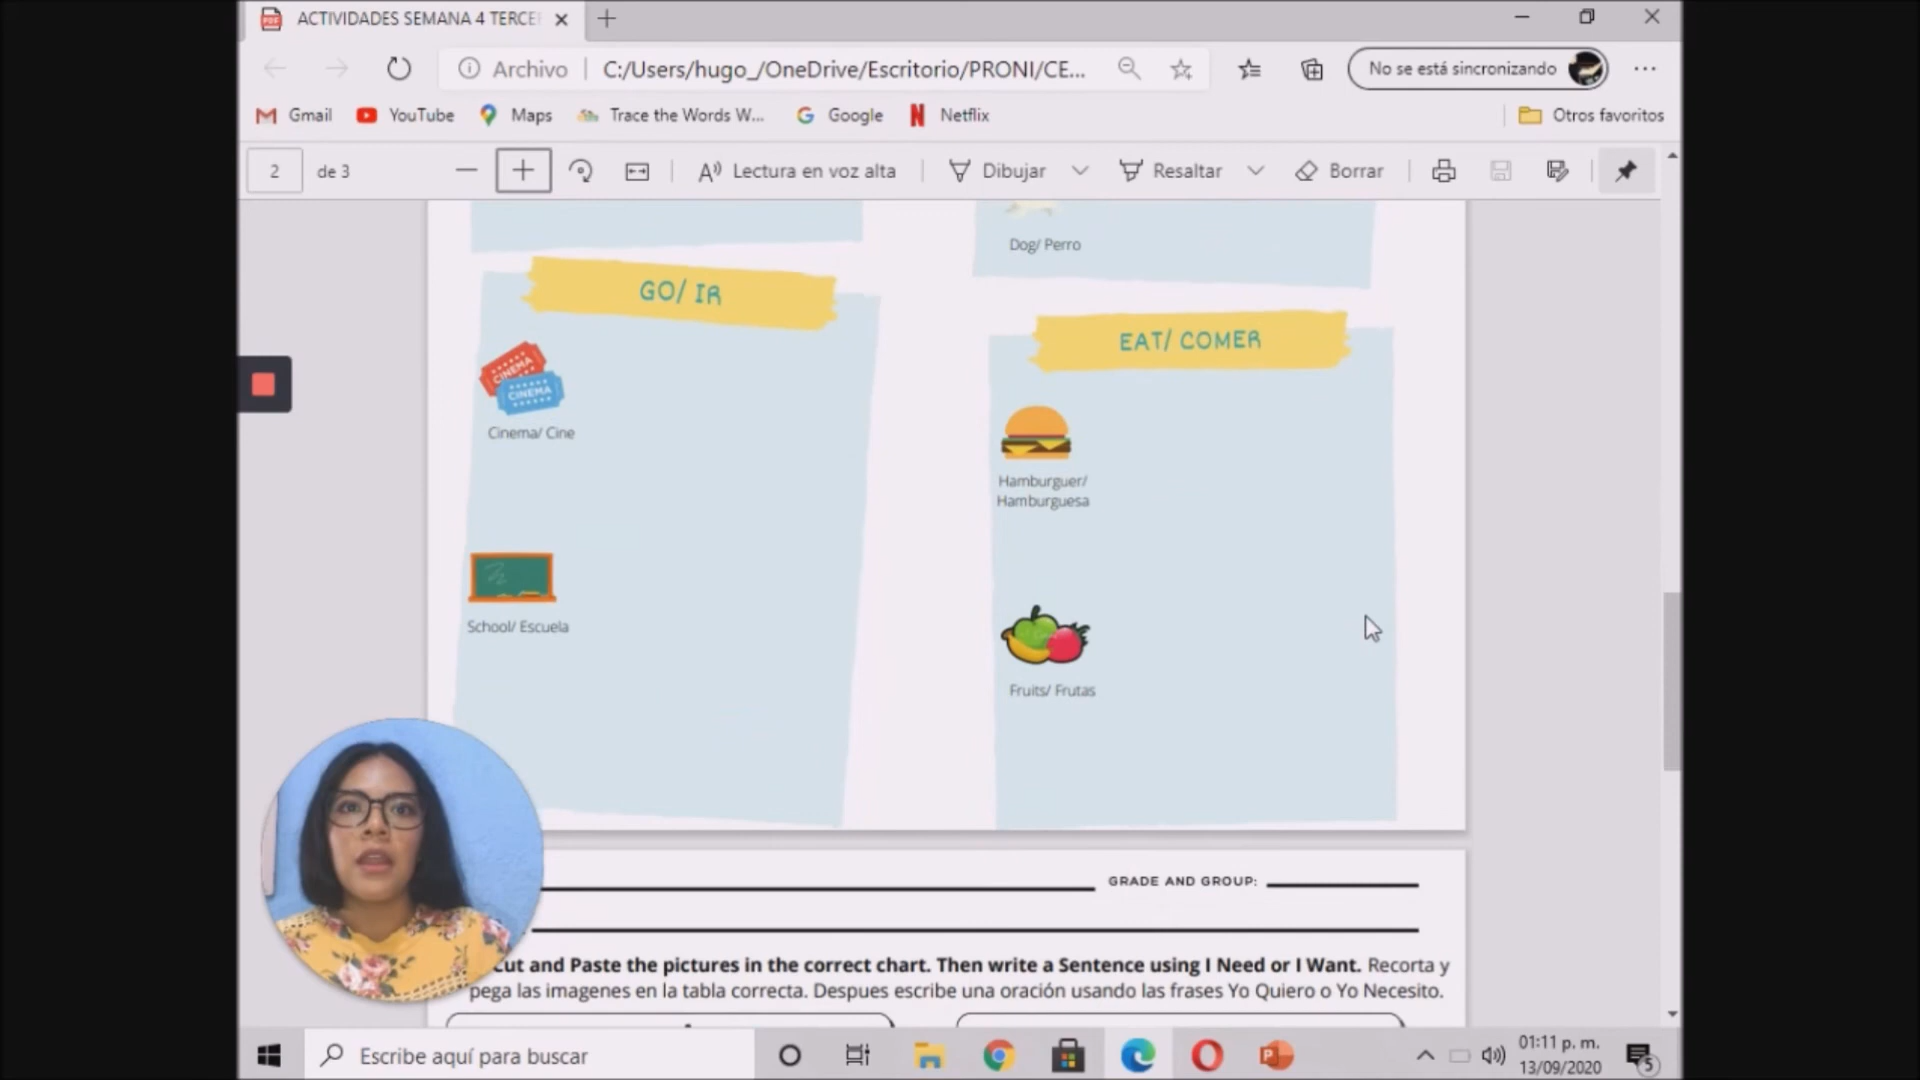 ACTIVIDADES SEMANA 4 TERCE
Archivo
C:/Users/hugo_/OneDrive/Escritorio/PRONI/CE...
No se está sincronizando
Gmail
YouTube
Maps
Trace the Words W...
Google
Netflix
Otros favoritos
2 de 3
Lectura en voz alta
Dibujar
Resaltar
Borrar
Dog/ Perro
GO/ IR
EAT/ COMER
CINEMA
CINEMA
Cinema/ Cine
Hamburguer/
Hamburguesa
School/ Escuela
Fruits/ Frutas
GRADE AND GROUP:
Cut and Paste the pictures in the correct chart. Then write a Sentence using I Need or I Want. Recorta y
pega las imagenes en la tabla correcta. Despues escribe una oración usando las frases Yo Quiero o Yo Necesito.
Escribe aquí para buscar
01:11 p. m.
13/09/2020
5